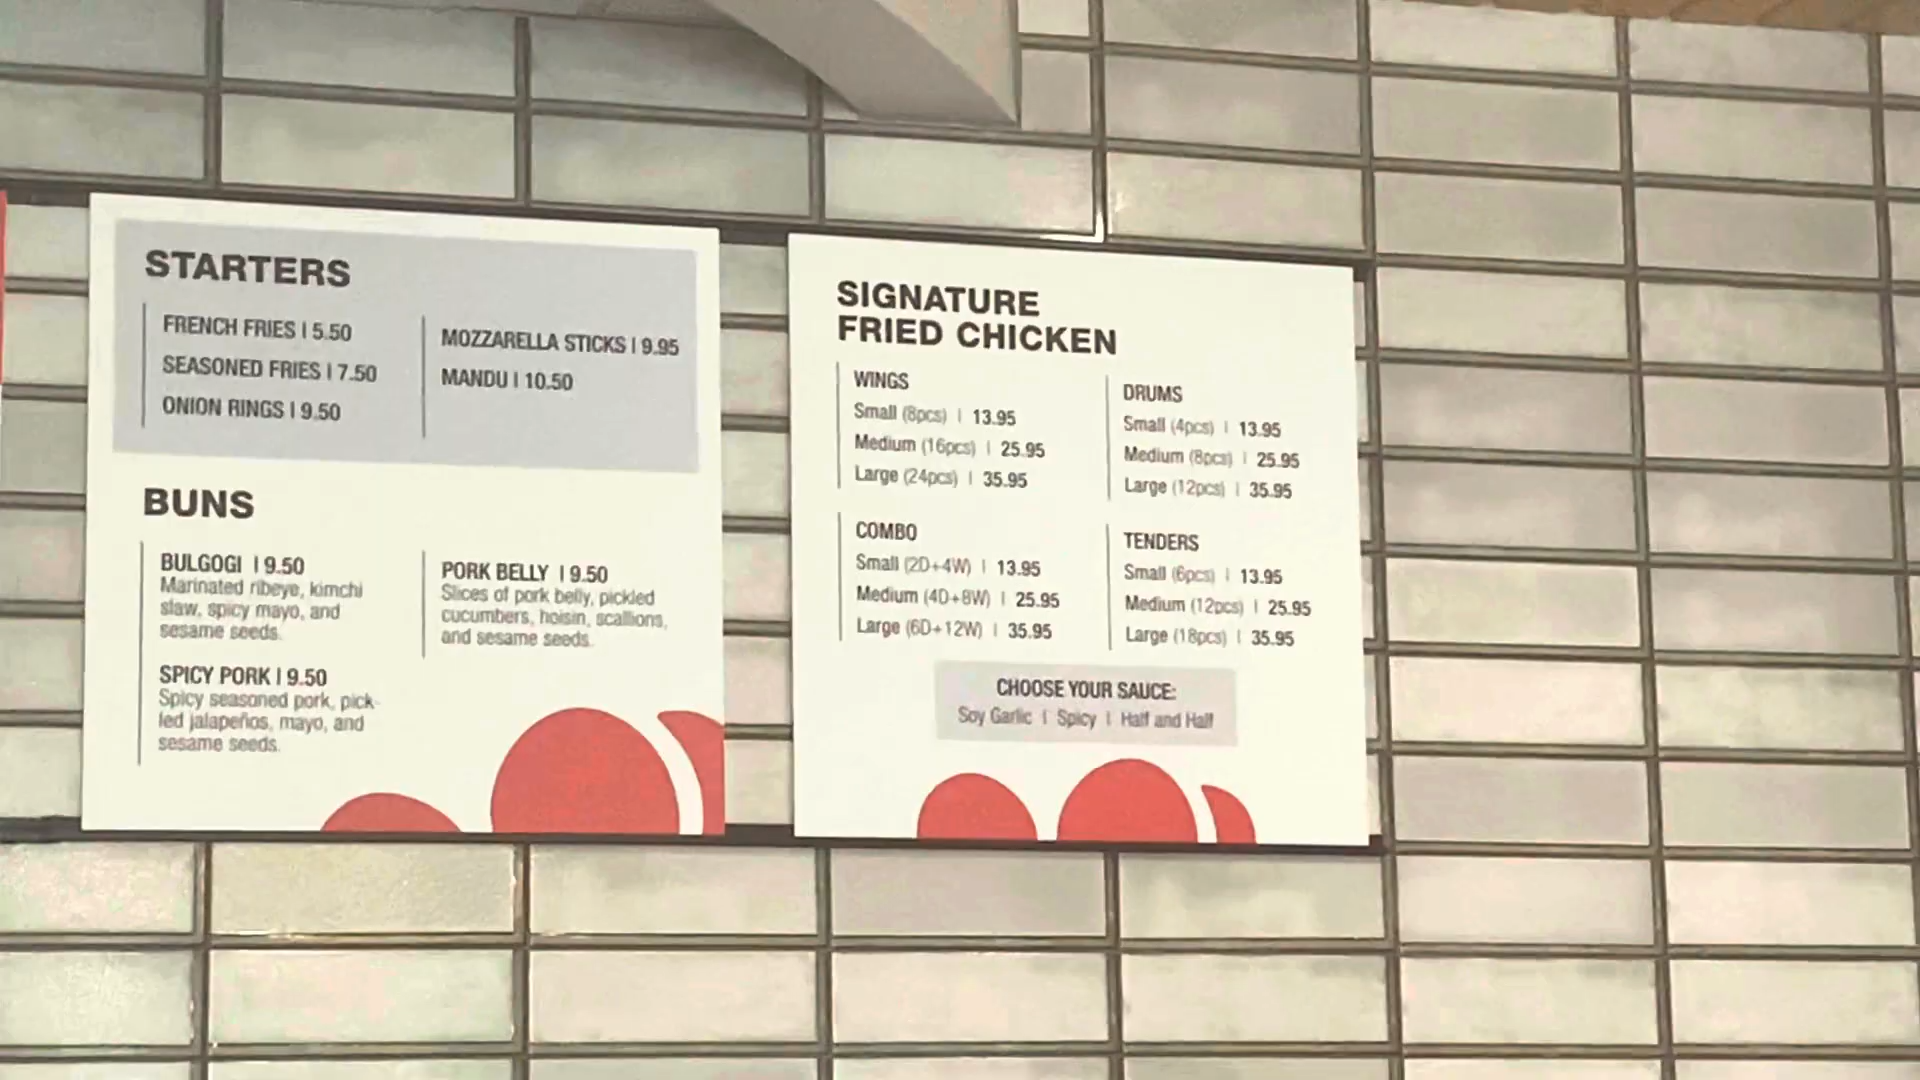 STARTERS
FRENCH FRIES | 5.50
SEASONED FRIES | 7.50
ONION RINGS | 9.50
MOZZARELLA STICKS | 9.95
MANDU | 10.50
BUNS
BULGOGI | 9.50
Marinated ribeye, kimchi
slaw, spicy mayo, and
sesame seeds.
SPICY PORK | 9.50
Spicy seasoned pork, pick-
led jalapeños, mayo, and
sesame seeds.
PORK BELLY | 9.50
Slices of pork belly, pickled
cucumbers, hoisin, scallions,
and sesame seeds.
SIGNATURE
FRIED CHICKEN
WINGS
Small (8pcs) | 13.95
Medium (16pcs) | 25.95
Large (24pcs) | 35.95
DRUMS
Small (4pcs) | 13.95
Medium (8pcs) | 25.95
Large (12pcs) | 35.95
COMBO
Small (2D+4W) | 13.95
Medium (4D+8W) | 25.95
Large (6D+12W) | 35.95
TENDERS
Small (6pcs) | 13.95
Medium (12pcs) | 25.95
Large (18pcs) | 35.95
CHOOSE YOUR SAUCE:
Soy Garlic | Spicy | Half and Half